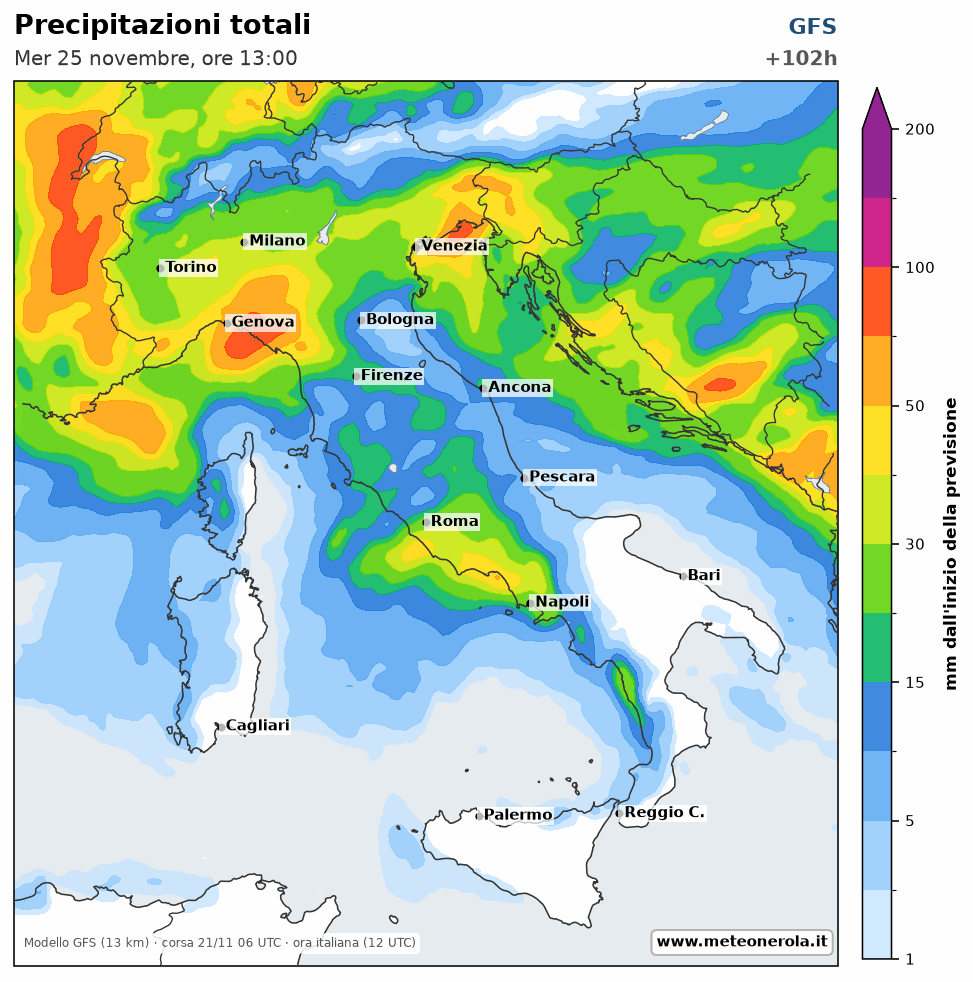 Precipitazioni totali
GFS
Mer 25 novembre, ore 13:00
+102h
200
100
50
30
15
5
1
mm dall'inizio della previsione
Milano
Venezia
Torino
Genova
Bologna
Firenze
Ancona
Pescara
Roma
Bari
Napoli
Cagliari
Palermo
Reggio C.
Modello GFS (13 km) · corsa 21/11 06 UTC · ora italiana (12 UTC)
www.meteonerola.it